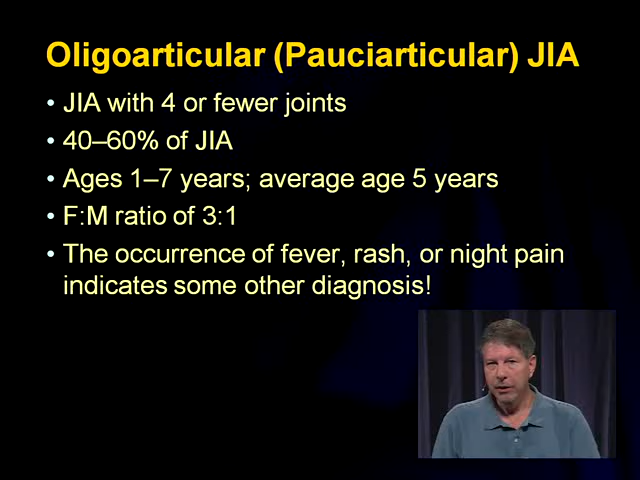 Oligoarticular (Pauciarticular) JIA
• JIA with 4 or fewer joints
• 40–60% of JIA
• Ages 1–7 years; average age 5 years
• F:M ratio of 3:1
• The occurrence of fever, rash, or night pain
indicates some other diagnosis!